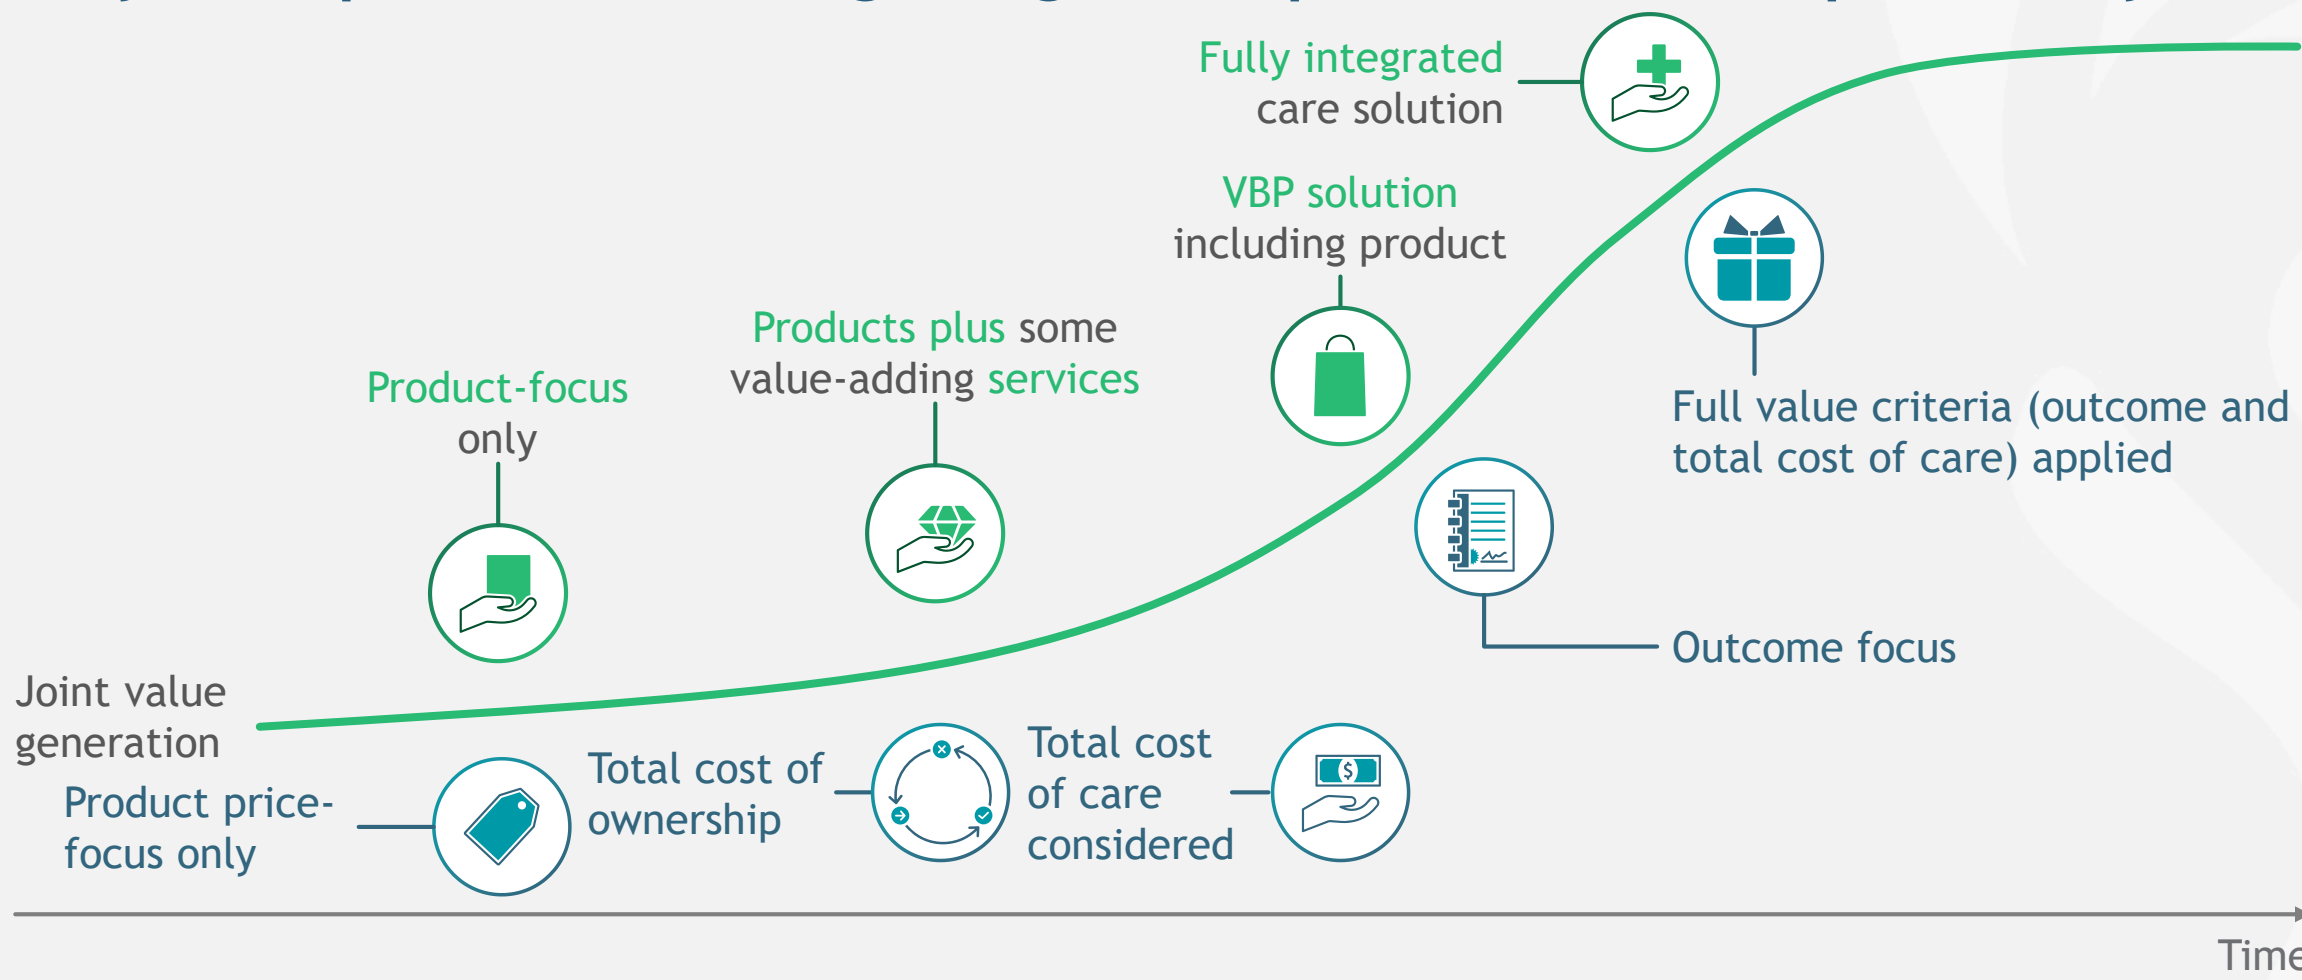 Fully integrated
care solution
VBP solution
including product
Products plus some
value-adding services
Product-focus
only
Full value criteria (outcome and
total cost of care) applied
Outcome focus
Joint value
generation
Product price-
focus only
Total cost of
ownership
Total cost
of care
considered
$
Time